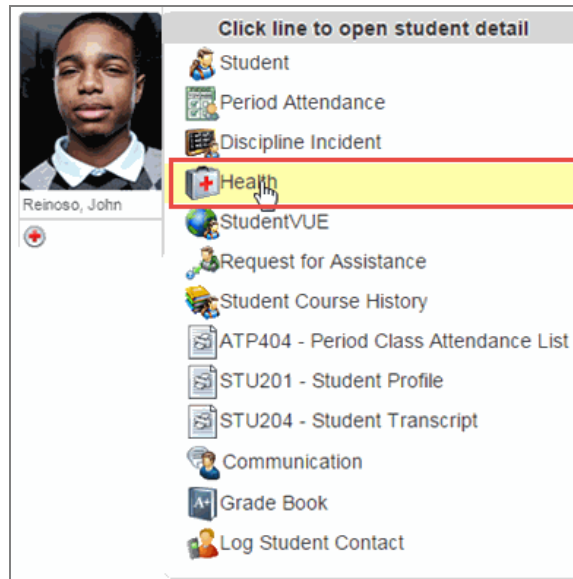 Click line to open student detail
Student
Period Attendance
Discipline Incident
Health
Reinoso, John
StudentVUE
Request for Assistance
Student Course History
ATP404 - Period Class Attendance List
STU201 - Student Profile
STU204 - Student Transcript
Communication
A+
Grade Book
Log Student Contact